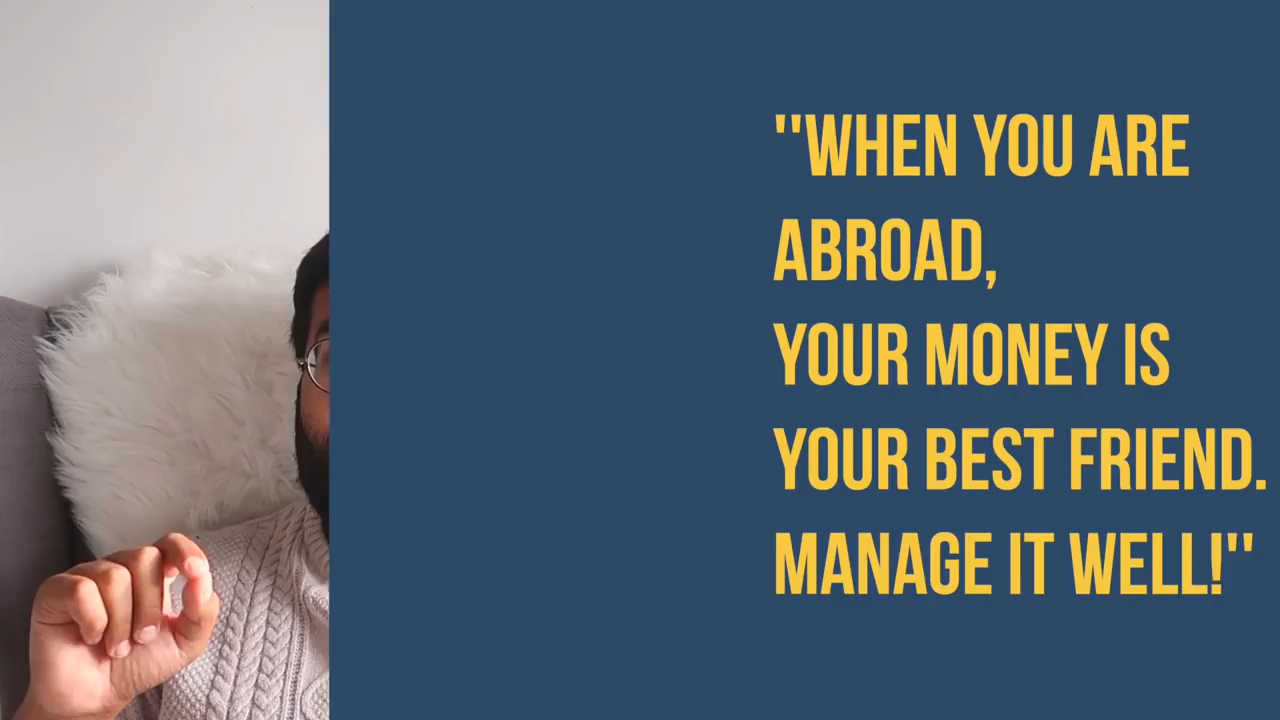 "WHEN YOU ARE
ABROAD,
YOUR MONEY IS
YOUR BEST FRIEND.
MANAGE IT WELL!"